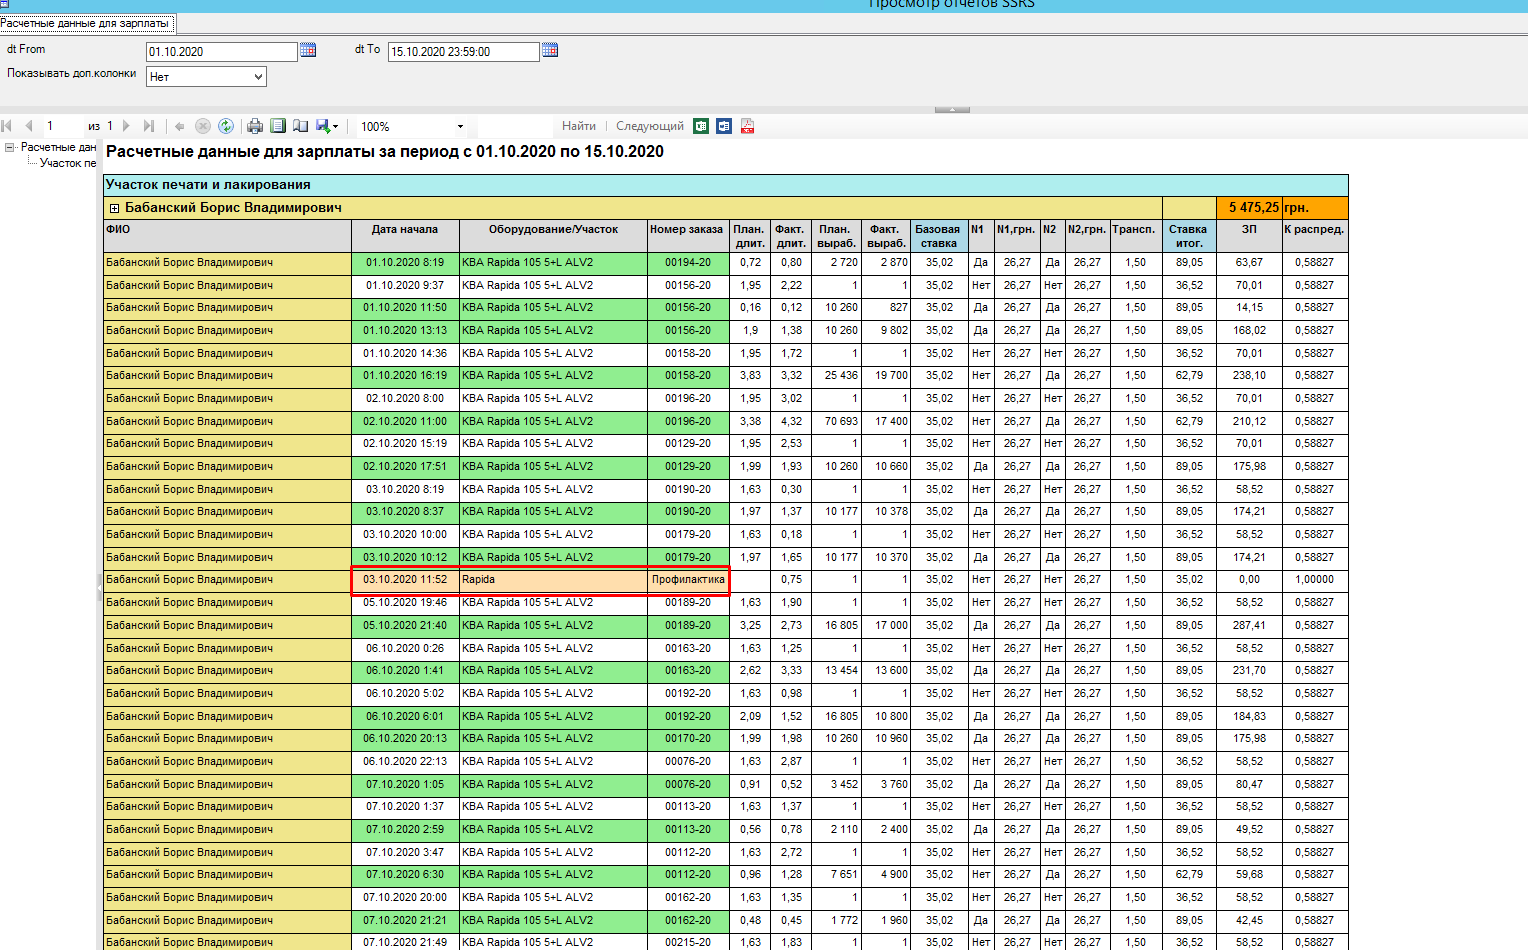 Просмотр отчетов SSRS
Расчетные данные для зарплаты
dt From 01.10.2020 dt To 15.10.2020 23:59:00
Показывать доп.колонки Нет
1 из 1 100% Найти Следующий
Расчетные дан
Участок пе
Расчетные данные для зарплаты за период с 01.10.2020 по 15.10.2020
Участок печати и лакирования
Бабанский Борис Владимирович 5 475,25 грн.
ФИО Дата начала Оборудование/Участок Номер заказа План. длит. Факт. длит. План. выраб. Факт. выраб. Базовая ставка N1 N1,грн. N2 N2,грн. Трансп. Ставка итог. ЗП К распред.
Бабанский Борис Владимирович 01.10.2020 8:19 KBA Rapida 105 5+L ALV2 00194-20 0,72 0,80 2 720 2 870 35,02 Да 26,27 Да 26,27 1,50 89,05 63,67 0,58827
Бабанский Борис Владимирович 01.10.2020 9:37 KBA Rapida 105 5+L ALV2 00156-20 1,95 2,22 1 1 35,02 Нет 26,27 Нет 26,27 1,50 36,52 70,01 0,58827
Бабанский Борис Владимирович 01.10.2020 11:50 KBA Rapida 105 5+L ALV2 00156-20 0,16 0,12 10 260 827 35,02 Да 26,27 Да 26,27 1,50 89,05 14,15 0,58827
Бабанский Борис Владимирович 01.10.2020 13:13 KBA Rapida 105 5+L ALV2 00156-20 1,9 1,38 10 260 9 802 35,02 Да 26,27 Да 26,27 1,50 89,05 168,02 0,58827
Бабанский Борис Владимирович 01.10.2020 14:36 KBA Rapida 105 5+L ALV2 00158-20 1,95 1,72 1 1 35,02 Нет 26,27 Нет 26,27 1,50 36,52 70,01 0,58827
Бабанский Борис Владимирович 01.10.2020 16:19 KBA Rapida 105 5+L ALV2 00158-20 3,83 3,32 25 436 19 700 35,02 Нет 26,27 Да 26,27 1,50 62,79 238,10 0,58827
Бабанский Борис Владимирович 02.10.2020 8:00 KBA Rapida 105 5+L ALV2 00196-20 1,95 3,02 1 1 35,02 Нет 26,27 Нет 26,27 1,50 36,52 70,01 0,58827
Бабанский Борис Владимирович 02.10.2020 11:00 KBA Rapida 105 5+L ALV2 00196-20 3,38 4,32 70 693 17 400 35,02 Нет 26,27 Да 26,27 1,50 62,79 210,12 0,58827
Бабанский Борис Владимирович 02.10.2020 15:19 KBA Rapida 105 5+L ALV2 00129-20 1,95 2,53 1 1 35,02 Нет 26,27 Нет 26,27 1,50 36,52 70,01 0,58827
Бабанский Борис Владимирович 02.10.2020 17:51 KBA Rapida 105 5+L ALV2 00129-20 1,99 1,93 10 260 10 660 35,02 Да 26,27 Да 26,27 1,50 89,05 175,98 0,58827
Бабанский Борис Владимирович 03.10.2020 8:19 KBA Rapida 105 5+L ALV2 00190-20 1,63 0,30 1 1 35,02 Нет 26,27 Нет 26,27 1,50 36,52 58,52 0,58827
Бабанский Борис Владимирович 03.10.2020 8:37 KBA Rapida 105 5+L ALV2 00190-20 1,97 1,37 10 177 10 378 35,02 Да 26,27 Да 26,27 1,50 89,05 174,21 0,58827
Бабанский Борис Владимирович 03.10.2020 10:00 KBA Rapida 105 5+L ALV2 00179-20 1,63 0,18 1 1 35,02 Нет 26,27 Нет 26,27 1,50 36,52 58,52 0,58827
Бабанский Борис Владимирович 03.10.2020 10:12 KBA Rapida 105 5+L ALV2 00179-20 1,97 1,65 10 177 10 370 35,02 Да 26,27 Да 26,27 1,50 89,05 174,21 0,58827
Бабанский Борис Владимирович 03.10.2020 11:52 Rapida Профилактика 0,75 1 1 35,02 Нет 26,27 Нет 26,27 1,50 35,02 0,00 1,00000
Бабанский Борис Владимирович 05.10.2020 19:46 KBA Rapida 105 5+L ALV2 00189-20 1,63 1,90 1 1 35,02 Нет 26,27 Нет 26,27 1,50 36,52 58,52 0,58827
Бабанский Борис Владимирович 05.10.2020 21:40 KBA Rapida 105 5+L ALV2 00189-20 3,25 2,73 16 805 17 000 35,02 Да 26,27 Да 26,27 1,50 89,05 287,41 0,58827
Бабанский Борис Владимирович 06.10.2020 0:26 KBA Rapida 105 5+L ALV2 00163-20 1,63 1,25 1 1 35,02 Нет 26,27 Нет 26,27 1,50 36,52 58,52 0,58827
Бабанский Борис Владимирович 06.10.2020 1:41 KBA Rapida 105 5+L ALV2 00163-20 2,62 3,33 13 454 13 600 35,02 Да 26,27 Да 26,27 1,50 89,05 231,70 0,58827
Бабанский Борис Владимирович 06.10.2020 5:02 KBA Rapida 105 5+L ALV2 00192-20 1,63 0,98 1 1 35,02 Нет 26,27 Нет 26,27 1,50 36,52 58,52 0,58827
Бабанский Борис Владимирович 06.10.2020 6:01 KBA Rapida 105 5+L ALV2 00192-20 2,09 1,52 16 805 10 800 35,02 Да 26,27 Да 26,27 1,50 89,05 184,83 0,58827
Бабанский Борис Владимирович 06.10.2020 20:13 KBA Rapida 105 5+L ALV2 00170-20 1,99 1,98 10 260 10 960 35,02 Да 26,27 Да 26,27 1,50 89,05 175,98 0,58827
Бабанский Борис Владимирович 06.10.2020 22:13 KBA Rapida 105 5+L ALV2 00076-20 1,63 2,87 1 1 35,02 Нет 26,27 Нет 26,27 1,50 36,52 58,52 0,58827
Бабанский Борис Владимирович 07.10.2020 1:05 KBA Rapida 105 5+L ALV2 00076-20 0,91 0,52 3 452 3 760 35,02 Да 26,27 Да 26,27 1,50 89,05 80,47 0,58827
Бабанский Борис Владимирович 07.10.2020 1:37 KBA Rapida 105 5+L ALV2 00113-20 1,63 1,37 1 1 35,02 Нет 26,27 Нет 26,27 1,50 36,52 58,52 0,58827
Бабанский Борис Владимирович 07.10.2020 2:59 KBA Rapida 105 5+L ALV2 00113-20 0,56 0,78 2 110 2 400 35,02 Да 26,27 Да 26,27 1,50 89,05 49,52 0,58827
Бабанский Борис Владимирович 07.10.2020 3:47 KBA Rapida 105 5+L ALV2 00112-20 1,63 2,72 1 1 35,02 Нет 26,27 Нет 26,27 1,50 36,52 58,52 0,58827
Бабанский Борис Владимирович 07.10.2020 6:30 KBA Rapida 105 5+L ALV2 00112-20 0,96 1,28 7 651 4 900 35,02 Нет 26,27 Да 26,27 1,50 62,79 59,68 0,58827
Бабанский Борис Владимирович 07.10.2020 20:00 KBA Rapida 105 5+L ALV2 00162-20 1,63 1,35 1 1 35,02 Нет 26,27 Нет 26,27 1,50 36,52 58,52 0,58827
Бабанский Борис Владимирович 07.10.2020 21:21 KBA Rapida 105 5+L ALV2 00162-20 0,48 0,45 1 772 1 960 35,02 Да 26,27 Да 26,27 1,50 89,05 42,45 0,58827
Бабанский Борис Владимирович 07.10.2020 21:49 KBA Rapida 105 5+L ALV2 00215-20 1,63 1,83 1 1 35,02 Нет 26,27 Нет 26,27 1,50 36,52 58,52 0,58827